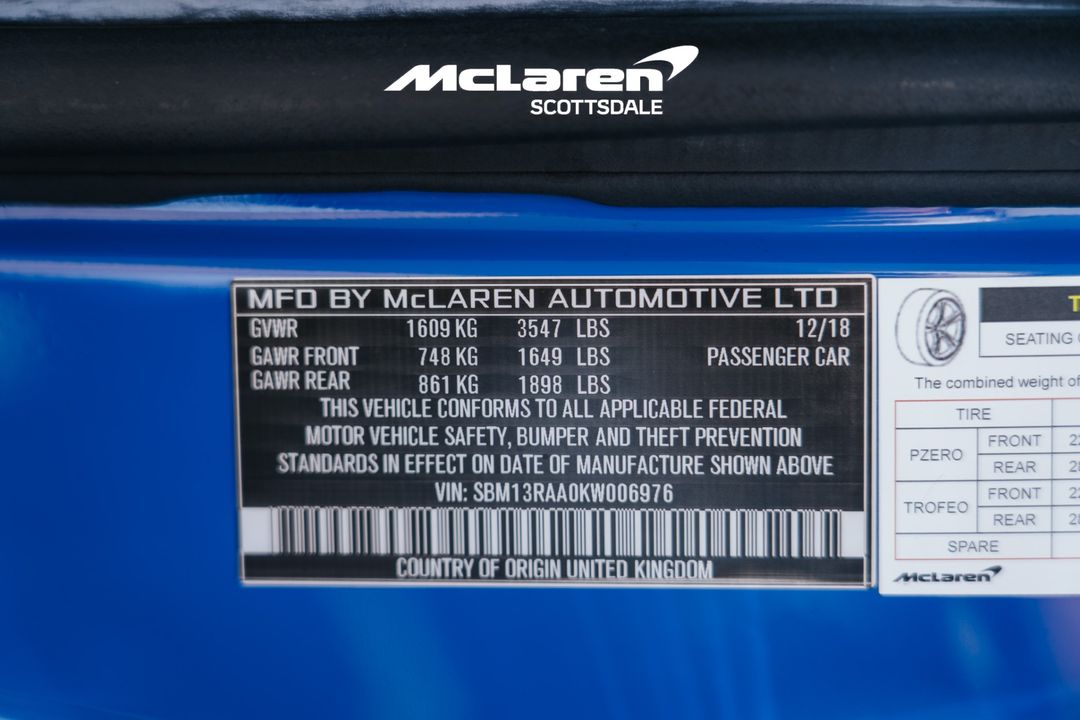 McLaren
SCOTTSDALE
MFD BY McLAREN AUTOMOTIVE LTD
GVWR 1609 KG 3547 LBS 12/18
GAWR FRONT 748 KG 1649 LBS PASSENGER CAR
GAWR REAR 861 KG 1898 LBS
THIS VEHICLE CONFORMS TO ALL APPLICABLE FEDERAL
MOTOR VEHICLE SAFETY, BUMPER AND THEFT PREVENTION
STANDARDS IN EFFECT ON DATE OF MANUFACTURE SHOWN ABOVE
VIN: SBM13RAA0KW006976
COUNTRY OF ORIGIN UNITED KINGDOM
SEATING
The combined weight of
TIRE
PZERO
FRONT
REAR
TROFEO
FRONT
REAR
SPARE
McLaren